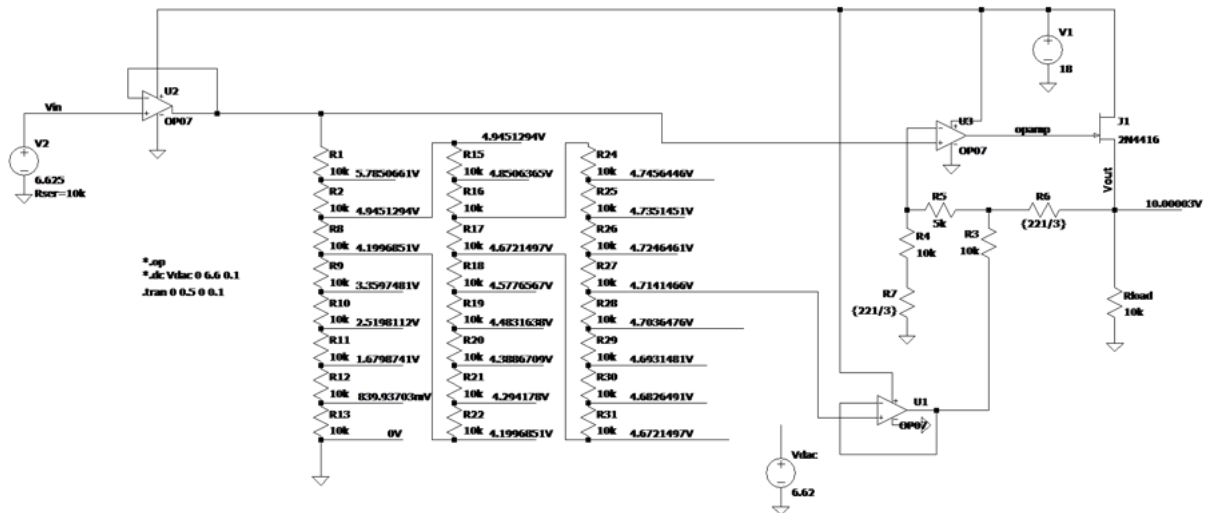 Vin
V2
6.625
Rser=10k
U2
OP07
*.op
*.dc Vdac 0 6.6 0.1
.tran 0 0.5 0 0.1
R1
10k
5.7850661V
R2
10k
4.9451294V
R8
10k
4.1996851V
R9
10k
3.3597481V
R10
10k
2.5198112V
R11
10k
1.6798741V
R12
10k
839.93703mV
R13
10k
0V
4.9451294V
R15
10k
4.8506365V
R16
10k
R17
10k
4.6721497V
R18
10k
4.5776567V
R19
10k
4.4831638V
R20
10k
4.3886709V
R21
10k
4.294178V
R22
10k
4.1996851V
R24
10k
4.7456446V
R25
10k
4.7351451V
R26
10k
4.7246461V
R27
10k
4.7141466V
R28
10k
4.7036476V
R29
10k
4.6931481V
R30
10k
4.6826491V
R31
10k
4.6721497V
Vdac
6.62
U1
OP07
U3
OP07
opamp
V1
18
J1
2N4416
Vout
10.00003V
R5
5k
R6
{221/3}
R4
10k
R3
10k
R7
{221/3}
Rload
10k